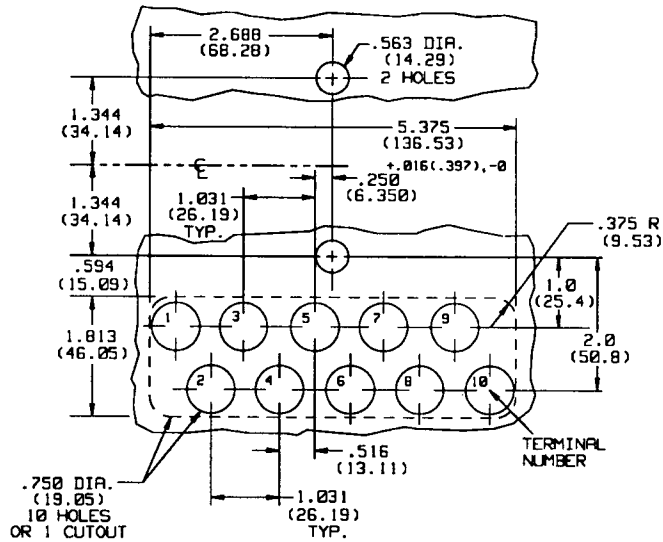 2.688
(68.28)
.563 DIA.
(14.29)
2 HOLES
1.344
(34.14)
5.375
(136.53)
+.016(.397),-0
℄
1.031
(26.19)
TYP.
.250
(6.350)
1.344
(34.14)
.375 R
(9.53)
.594
(15.09)
1.0
(25.4)
1.813
(46.05)
2.0
(50.8)
1 3 5 7 9
2 4 6 8 10
TERMINAL
NUMBER
.516
(13.11)
.750 DIA.
(19.05)
10 HOLES
OR 1 CUTOUT
1.031
(26.19)
TYP.